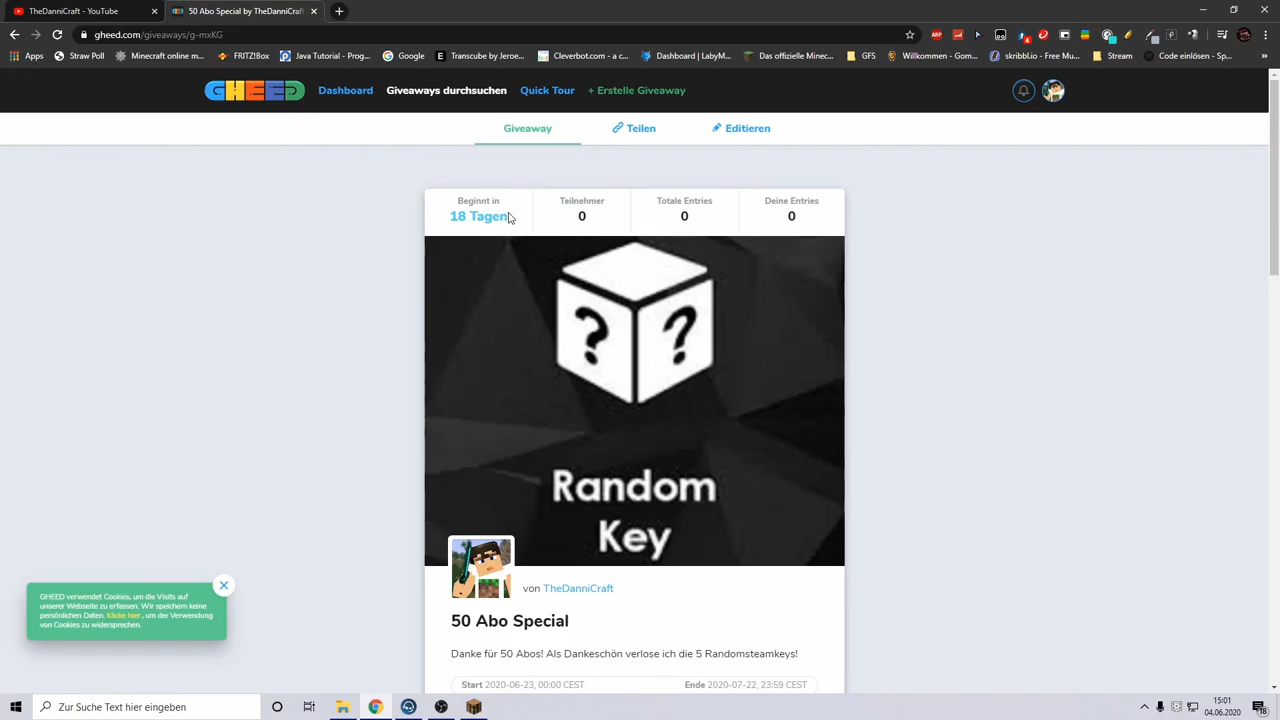 TheDanniCraft - YouTube
50 Abo Special by TheDanniCraft
gheed.com/giveaways/g-mxKG
Apps
Straw Poll
Minecraft online m...
FRITZ!Box
Java Tutorial - Prog...
Google
Transcube by Jeroe...
Cleverbot.com - a c...
Dashboard | LabyM...
Das offizielle Minec...
GFS
Willkommen - Gom...
skribbl.io
Stream
Code einlösen - Sp...
»
GHEED
Dashboard
Giveaways durchsuchen
Quick Tour
+ Erstelle Giveaway
Giveaway
Teilen
Editieren
Beginnt in
18 Tagen
Teilnehmer
0
Totale Entries
0
Deine Entries
0
? ?
Random
Key
von TheDanniCraft
50 Abo Special
Danke für 50 Abos! Als Dankeschön verlose ich die 5 Randomsteamkeys!
Start 2020-06-23, 00:00 CEST
Ende 2020-07-22, 23:59 CEST
GHEED verwendet Cookies, um die Visits auf
unserer Webseite zu erfassen. Wir speichern keine
persönlichen Daten. Klicke hier, um der Verwendung
von Cookies zu widersprechen.
Zur Suche Text hier eingeben
15:01
04.06.2020
18